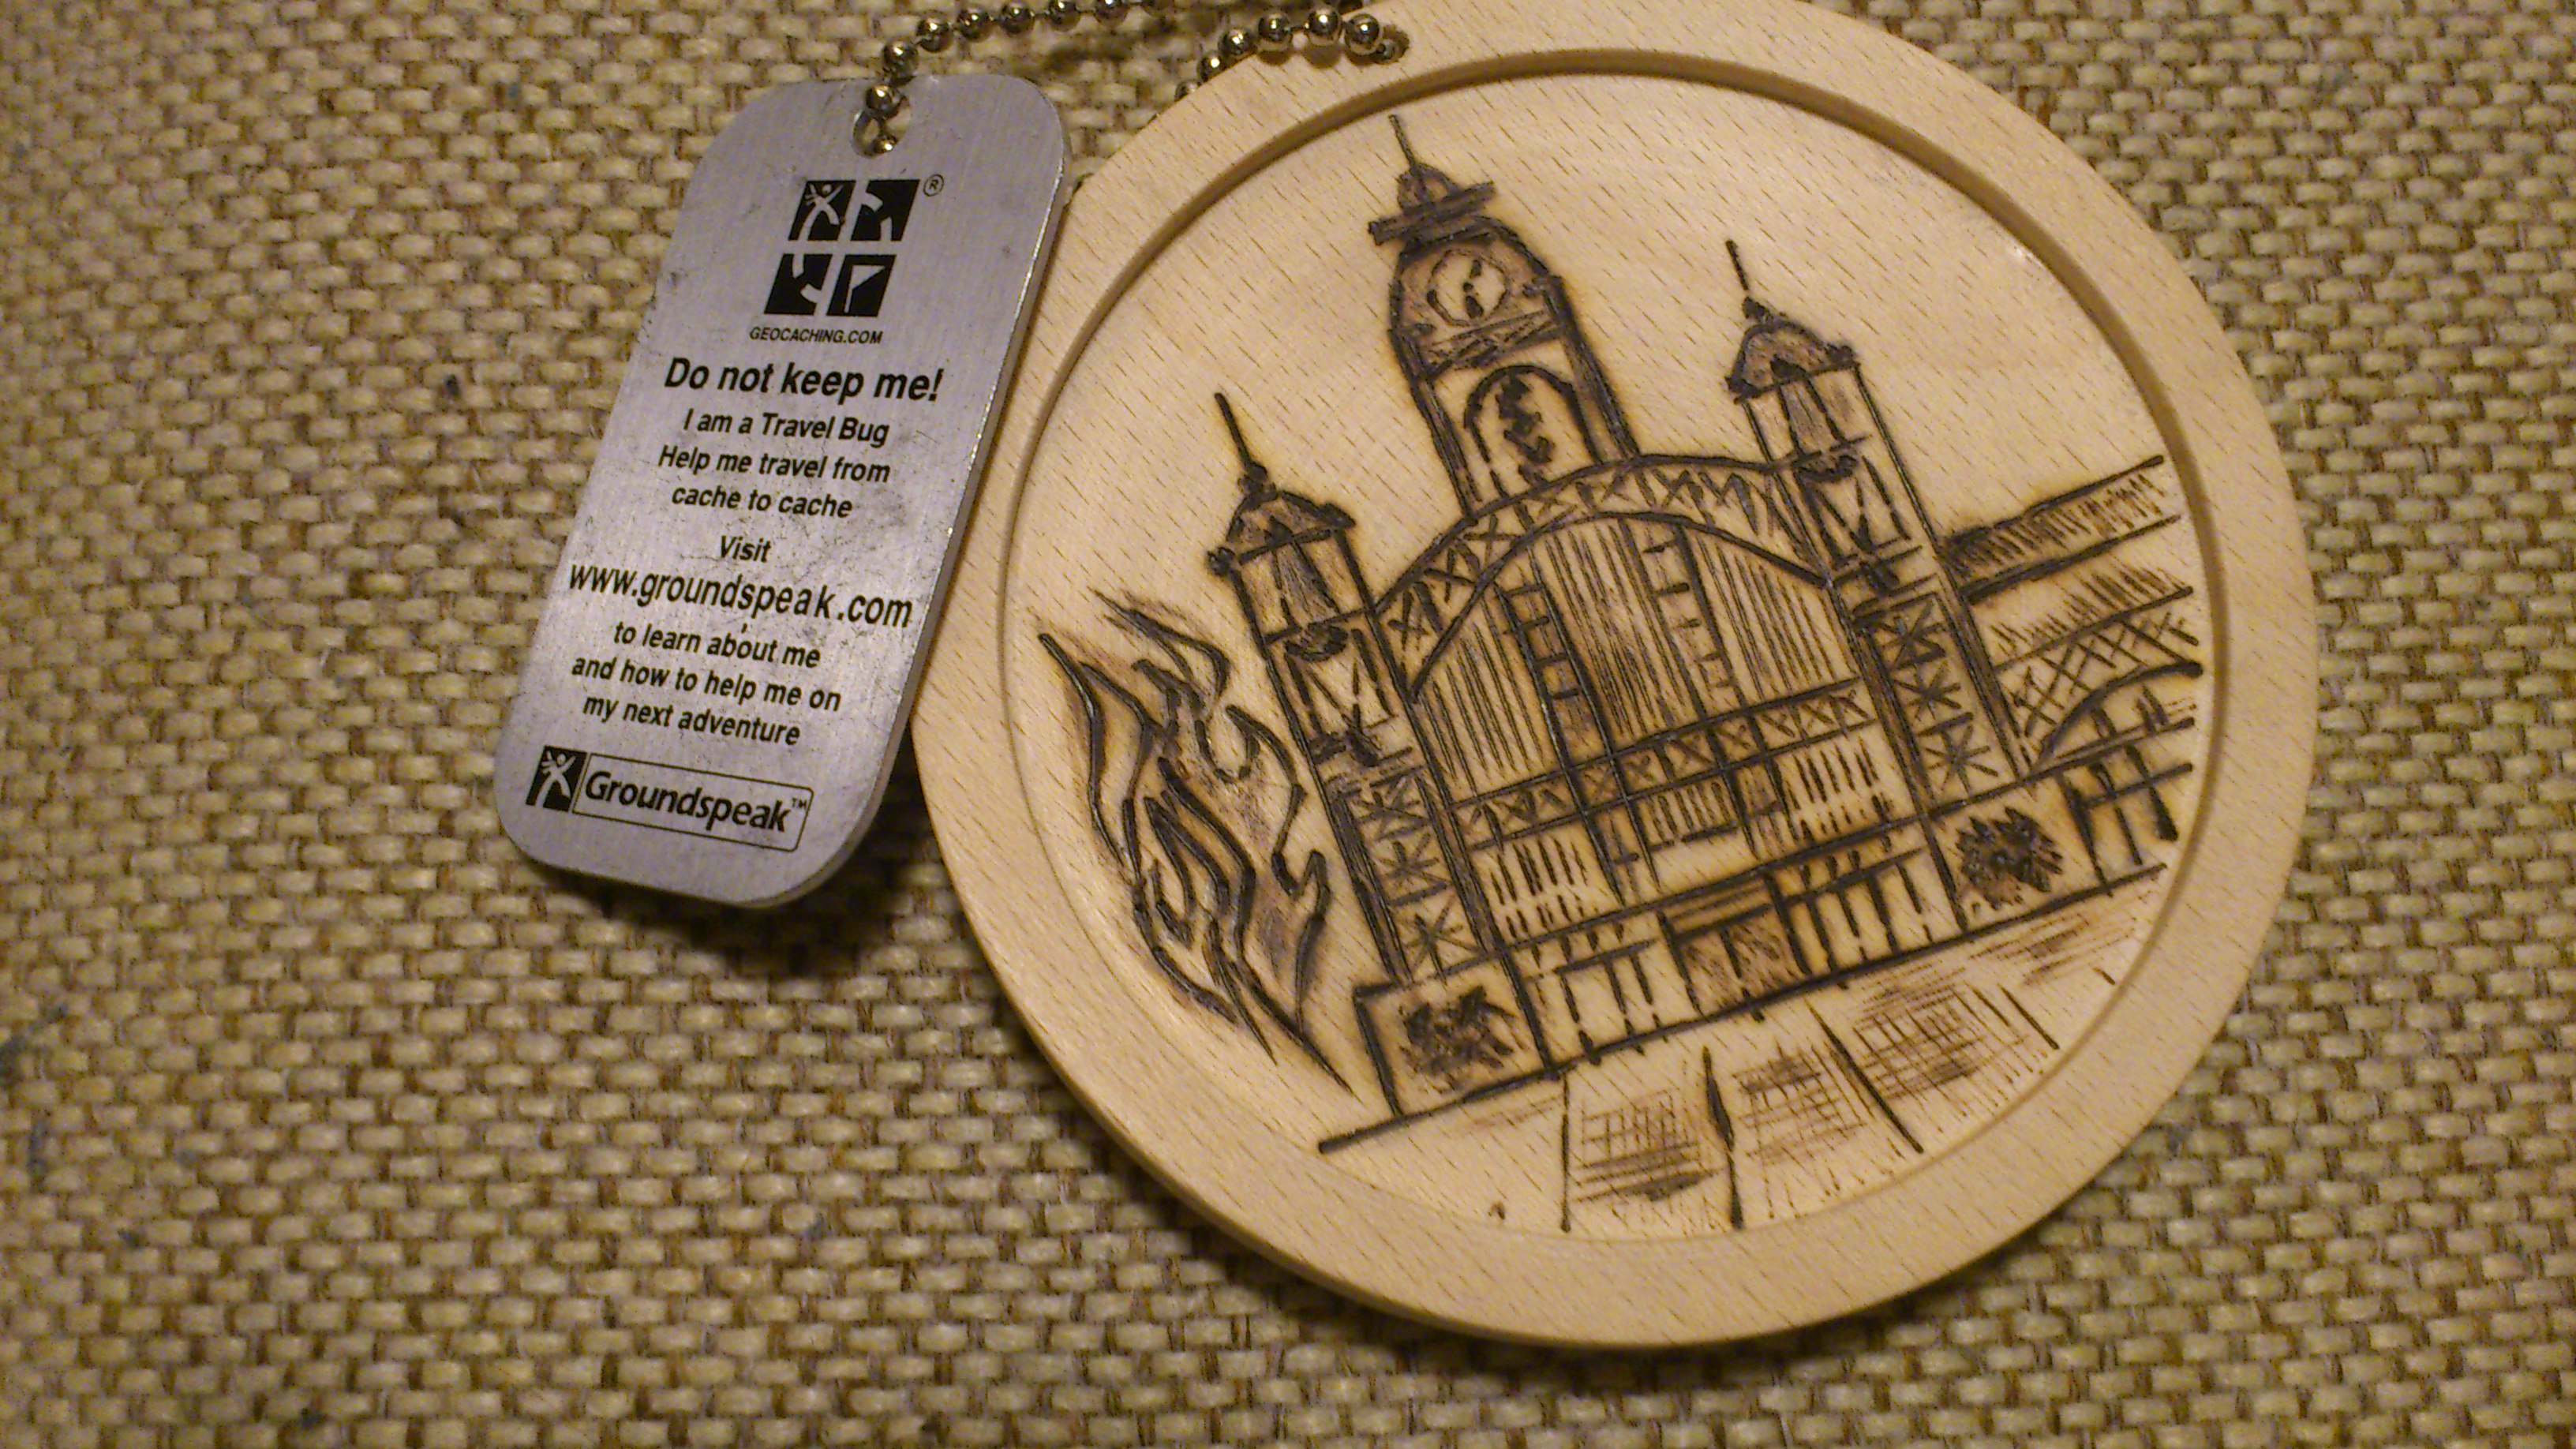 ®
GEOCACHING.COM
Do not keep me!
I am a Travel Bug
Help me travel from
cache to cache
Visit
www.groundspeak.com
to learn about me
and how to help me on
my next adventure
Groundspeak™